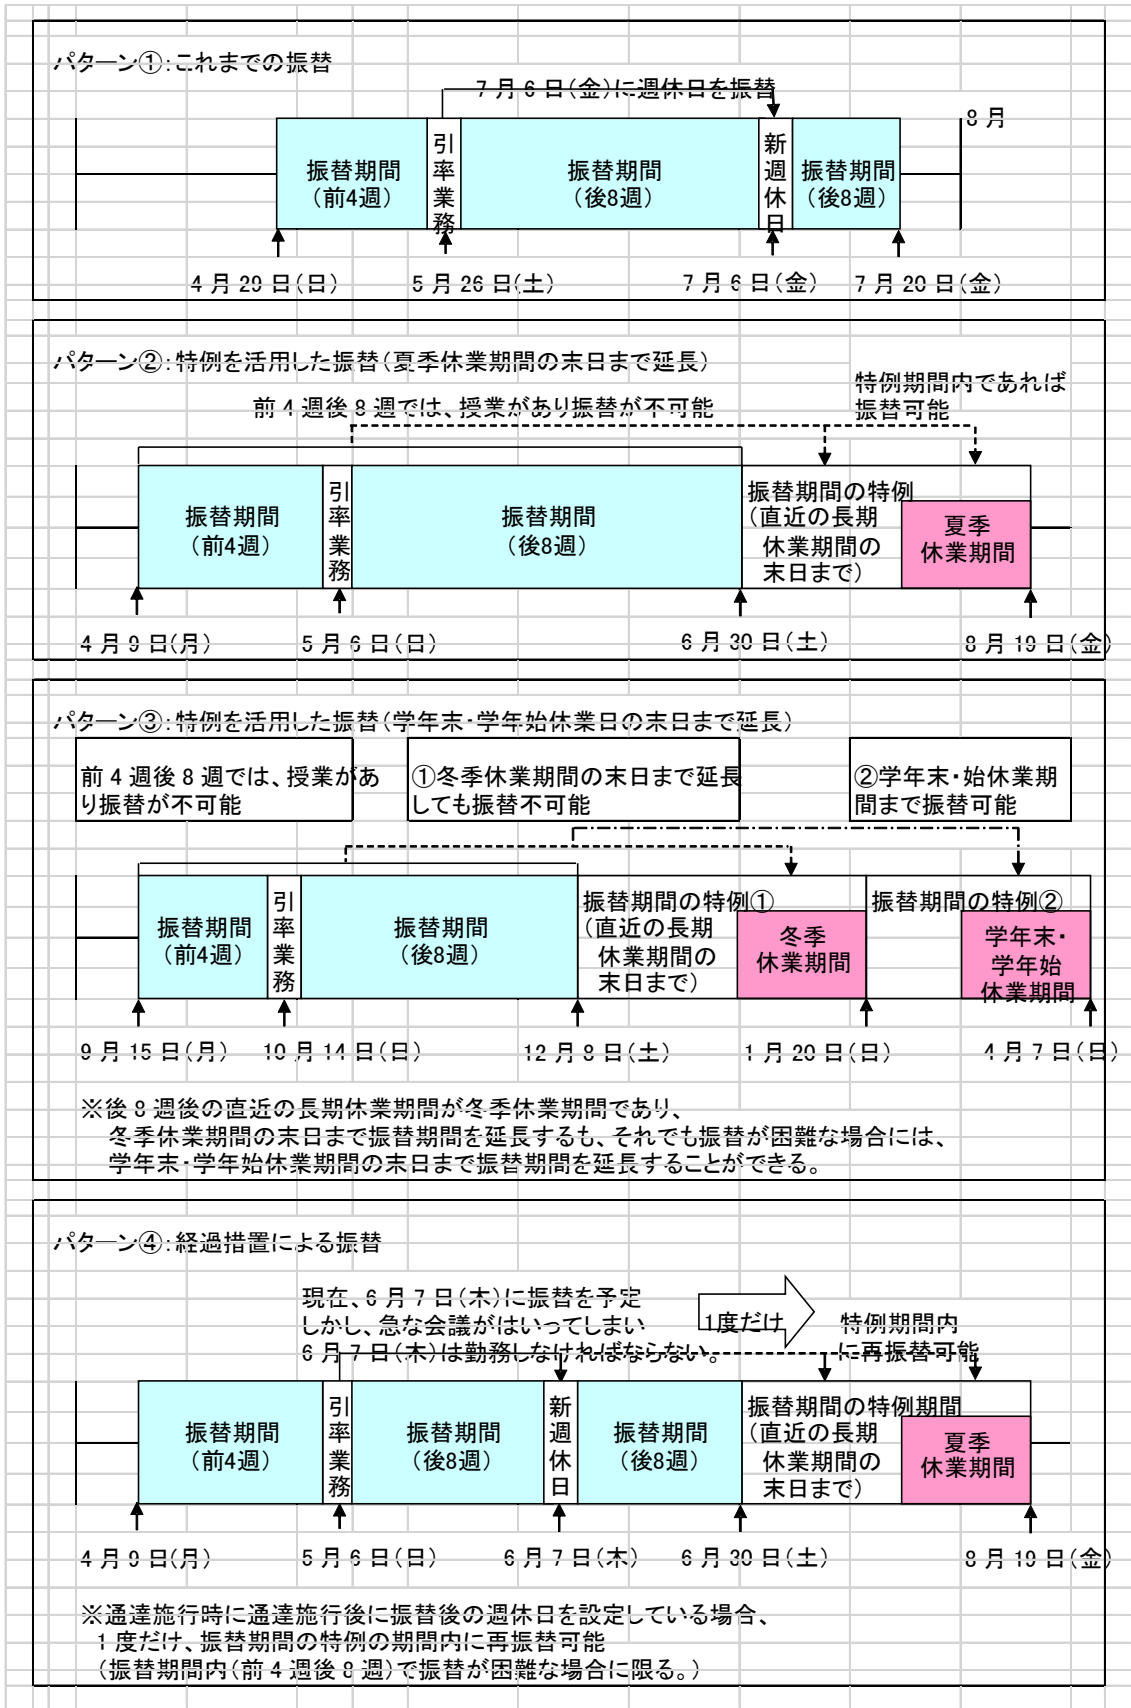 パターン①：これまでの振替
７月６日（金）に週休日を振替
８月
振替期間
（前4週）
引率業務
振替期間
（後8週）
新週休日
振替期間
（後8週）
４月29日（日）
５月26日（土）
７月６日（金）
７月20日（金）
パターン②：特例を活用した振替（夏季休業期間の末日まで延長）
前４週後８週では、授業があり振替が不可能
特例期間内であれば
振替可能
振替期間
（前4週）
引率業務
振替期間
（後8週）
振替期間の特例
（直近の長期
休業期間の
末日まで）
夏季
休業期間
４月９日(月）
５月６日（日）
６月30日（土）
８月19日（金）
パターン③：特例を活用した振替（学年末・学年始休業日の末日まで延長）
前４週後８週では、授業があ
り振替が不可能
①冬季休業期間の末日まで延長
しても振替不可能
②学年末・始休業期
間まで振替可能
振替期間
（前4週）
引率業務
振替期間
（後8週）
振替期間の特例①
（直近の長期
休業期間の
末日まで）
冬季
休業期間
振替期間の特例②
学年末・
学年始
休業期間
９月15日（月）
10月14日（日）
12月８日（土）
１月20日（日）
４月７日（日）
※後８週後の直近の長期休業期間が冬季休業期間であり、
冬季休業期間の末日まで振替期間を延長するも、それでも振替が困難な場合には、
学年末・学年始休業期間の末日まで振替期間を延長することができる。
パターン④：経過措置による振替
現在、６月７日（木）に振替を予定
しかし、急な会議がはいってしまい
６月７日（木）は勤務しなければならない。
1度だけ
特例期間内
に再振替可能
振替期間
（前4週）
引率業務
振替期間
（後8週）
新週休日
振替期間
（後8週）
振替期間の特例期間
（直近の長期
休業期間の
末日まで）
夏季
休業期間
４月９日(月）
５月６日（日）
６月７日（木）
６月30日（土）
８月19日（金）
※通達施行時に通達施行後に振替後の週休日を設定している場合、
１度だけ、振替期間の特例の期間内に再振替可能
（振替期間内（前４週後８週）で振替が困難な場合に限る。）